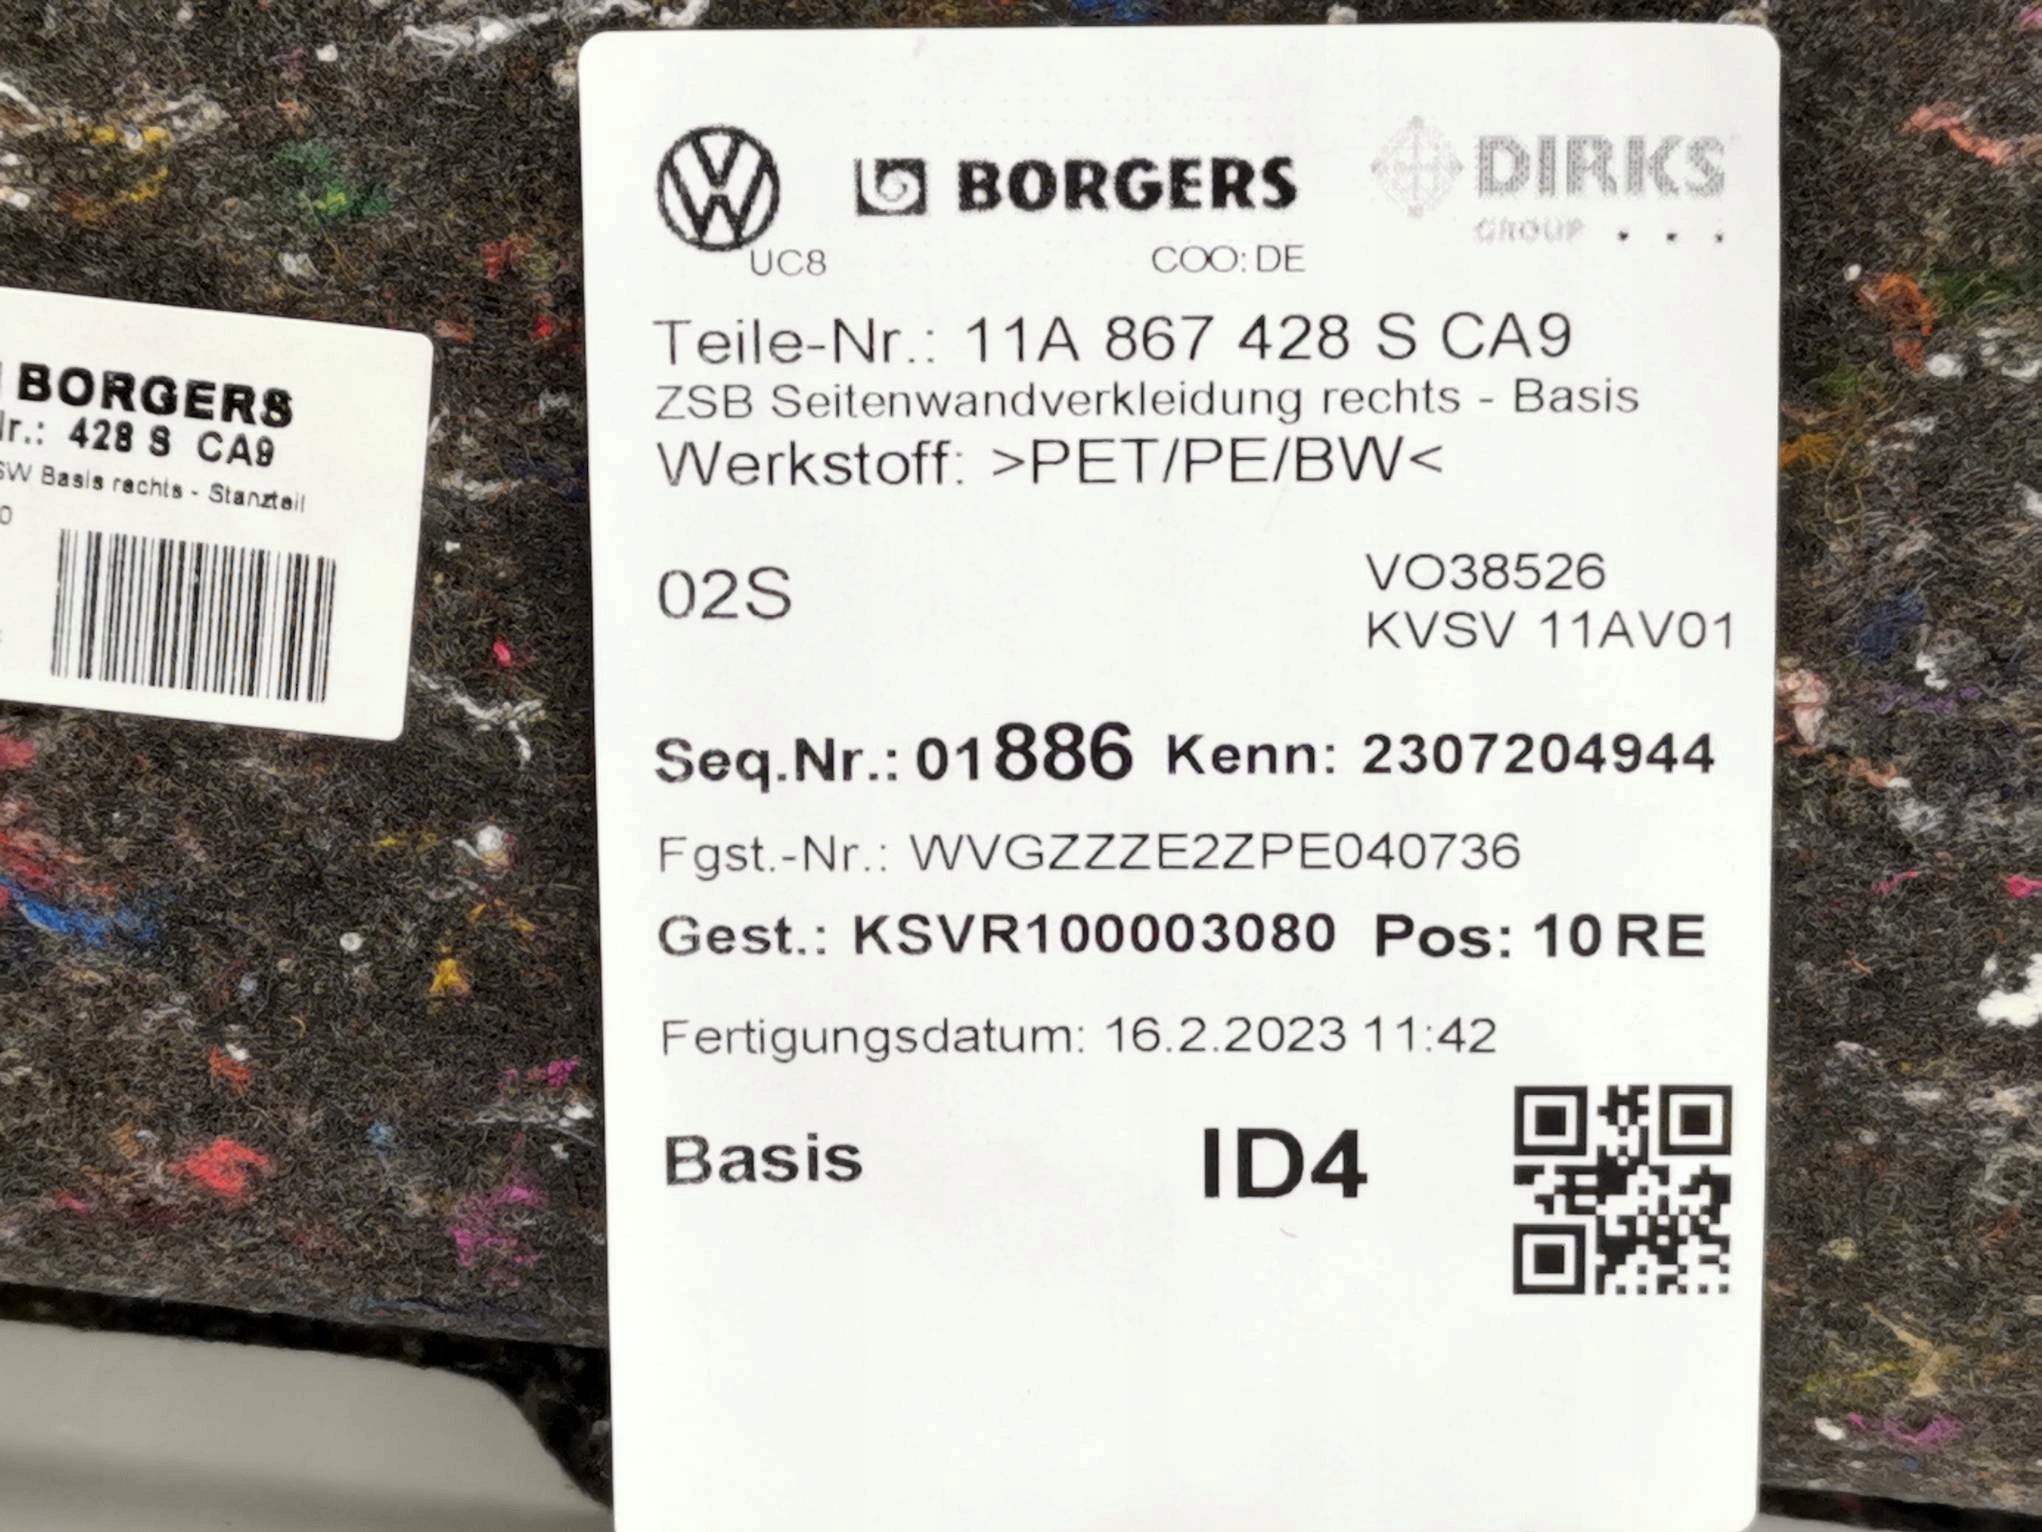 BORGERS
Nr.: 428 S CA9
SW Basis rechts - Stanzteil
0
BORGERS
DIRKS
GROUP
UC8
COO: DE
Teile-Nr.: 11A 867 428 S CA9
ZSB Seitenwandverkleidung rechts - Basis
Werkstoff: >PET/PE/BW<
02S
VO38526
KVSV 11AV01
Seq.Nr.: 01886 Kenn: 2307204944
Fgst.-Nr.: WVGZZZE2ZPE040736
Gest.: KSVR100003080 Pos: 10 RE
Fertigungsdatum: 16.2.2023 11:42
Basis
ID4